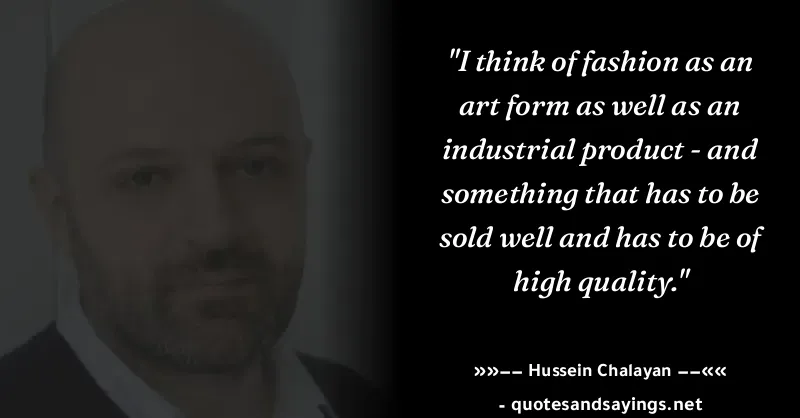 "I think of fashion as an
art form as well as an
industrial product - and
something that has to be
sold well and has to be of
high quality."
»»−− Hussein Chalayan −−««
- quotesandsayings.net